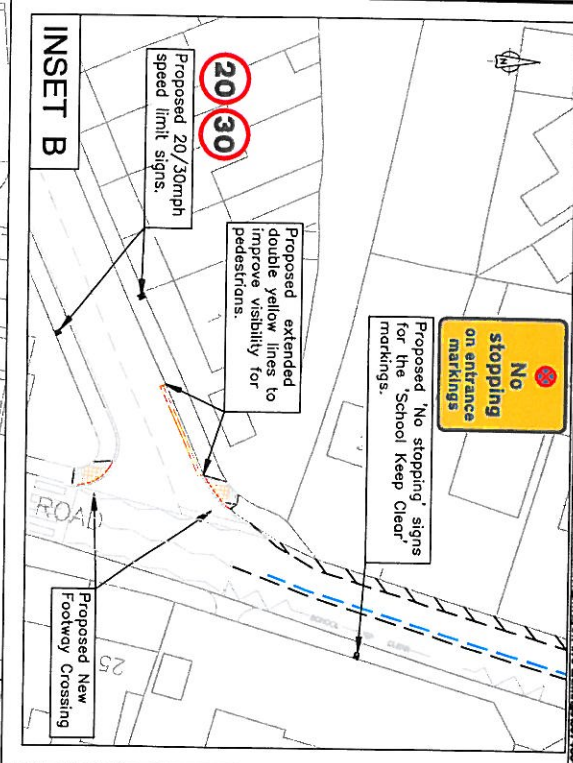 INSET B
20
30
Proposed 20/30mph
speed limit signs.
Proposed extended
double yellow lines to
improve visibility for
pedestrians.
No
stopping
on entrance
markings
Proposed 'No stopping' signs
for the 'School Keep Clear'
markings.
Proposed New
Footway Crossing
ROAD
25
N